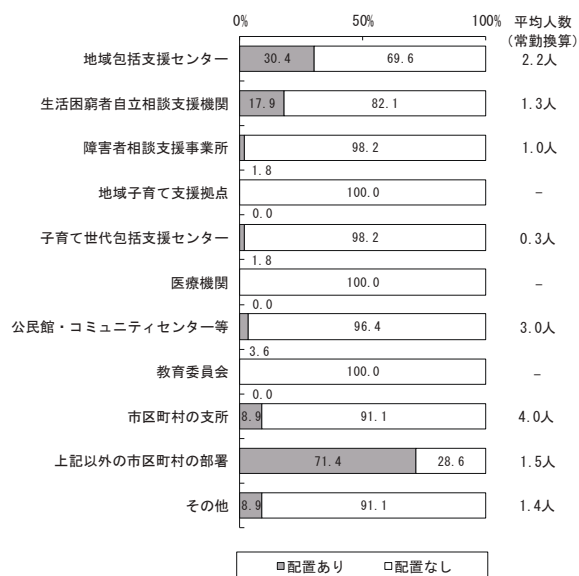 0% 50% 100% 平均人数
(常勤換算)
地域包括支援センター 30.4 69.6 2.2人
生活困窮者自立相談支援機関 17.9 82.1 1.3人
障害者相談支援事業所 98.2 1.0人
1.8
地域子育て支援拠点 100.0 –
0.0
子育て世代包括支援センター 98.2 0.3人
1.8
医療機関 100.0 –
0.0
公民館・コミュニティセンター等 96.4 3.0人
3.6
教育委員会 100.0 –
0.0
市区町村の支所 8.9 91.1 4.0人
上記以外の市区町村の部署 71.4 28.6 1.5人
その他 8.9 91.1 1.4人
配置あり 配置なし